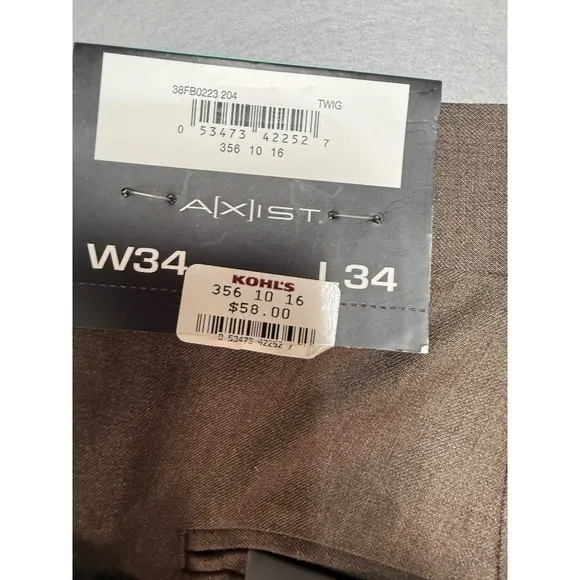 38FB0223 204 TWIG
0 53473 42252 7
356 10 16
A[X]IST
W34 L34
KOHL'S
356 10 16
$58.00
0 53473 42252 7